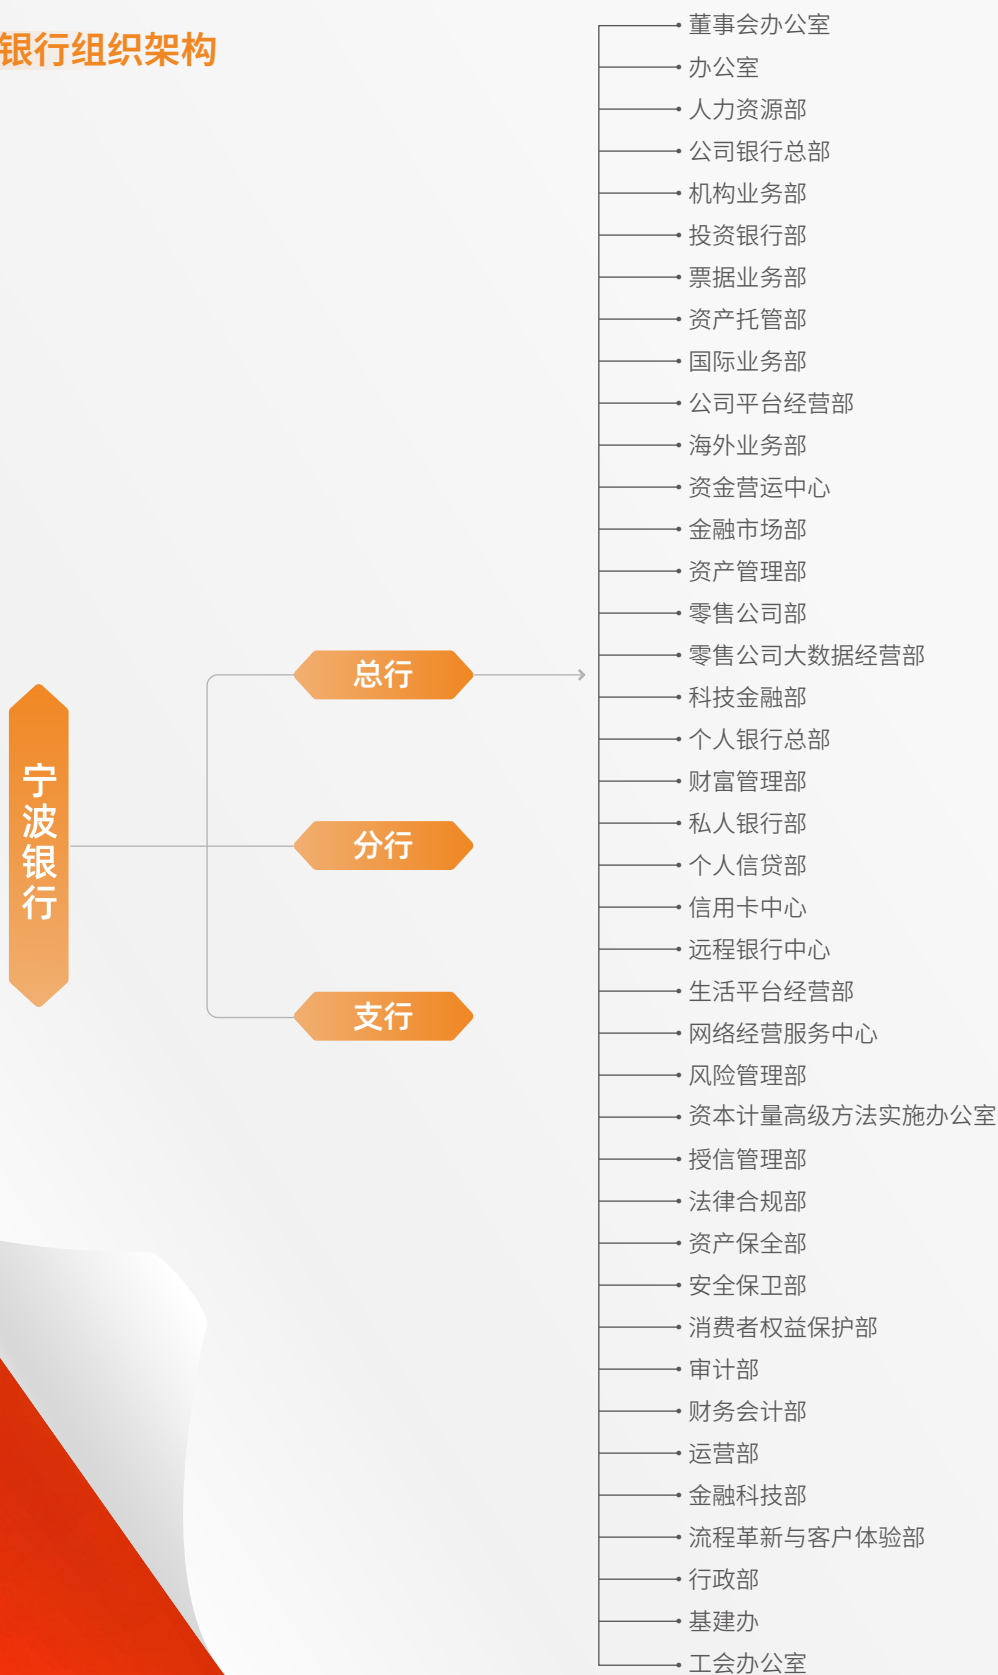 银行组织架构
宁波银行
总行
分行
支行
董事会办公室
办公室
人力资源部
公司银行总部
机构业务部
投资银行部
票据业务部
资产托管部
国际业务部
公司平台经营部
海外业务部
资金营运中心
金融市场部
资产管理部
零售公司部
零售公司大数据经营部
科技金融部
个人银行总部
财富管理部
私人银行部
个人信贷部
信用卡中心
远程银行中心
生活平台经营部
网络经营服务中心
风险管理部
资本计量高级方法实施办公室
授信管理部
法律合规部
资产保全部
安全保卫部
消费者权益保护部
审计部
财务会计部
运营部
金融科技部
流程革新与客户体验部
行政部
基建办
工会办公室